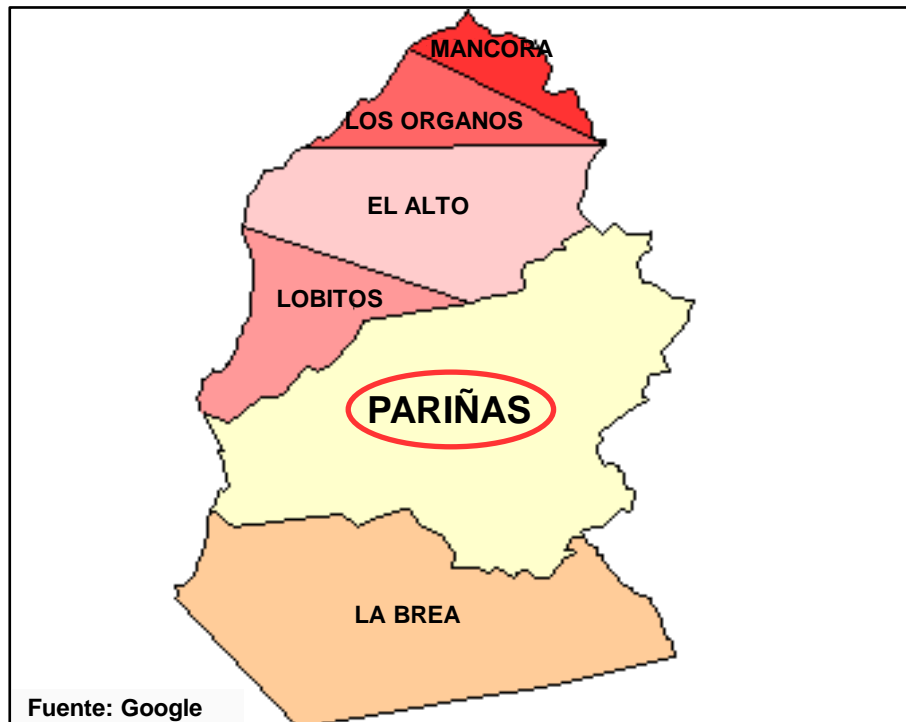 MANCORA
LOS ORGANOS
EL ALTO
LOBITOS
PARIÑAS
LA BREA
Fuente: Google